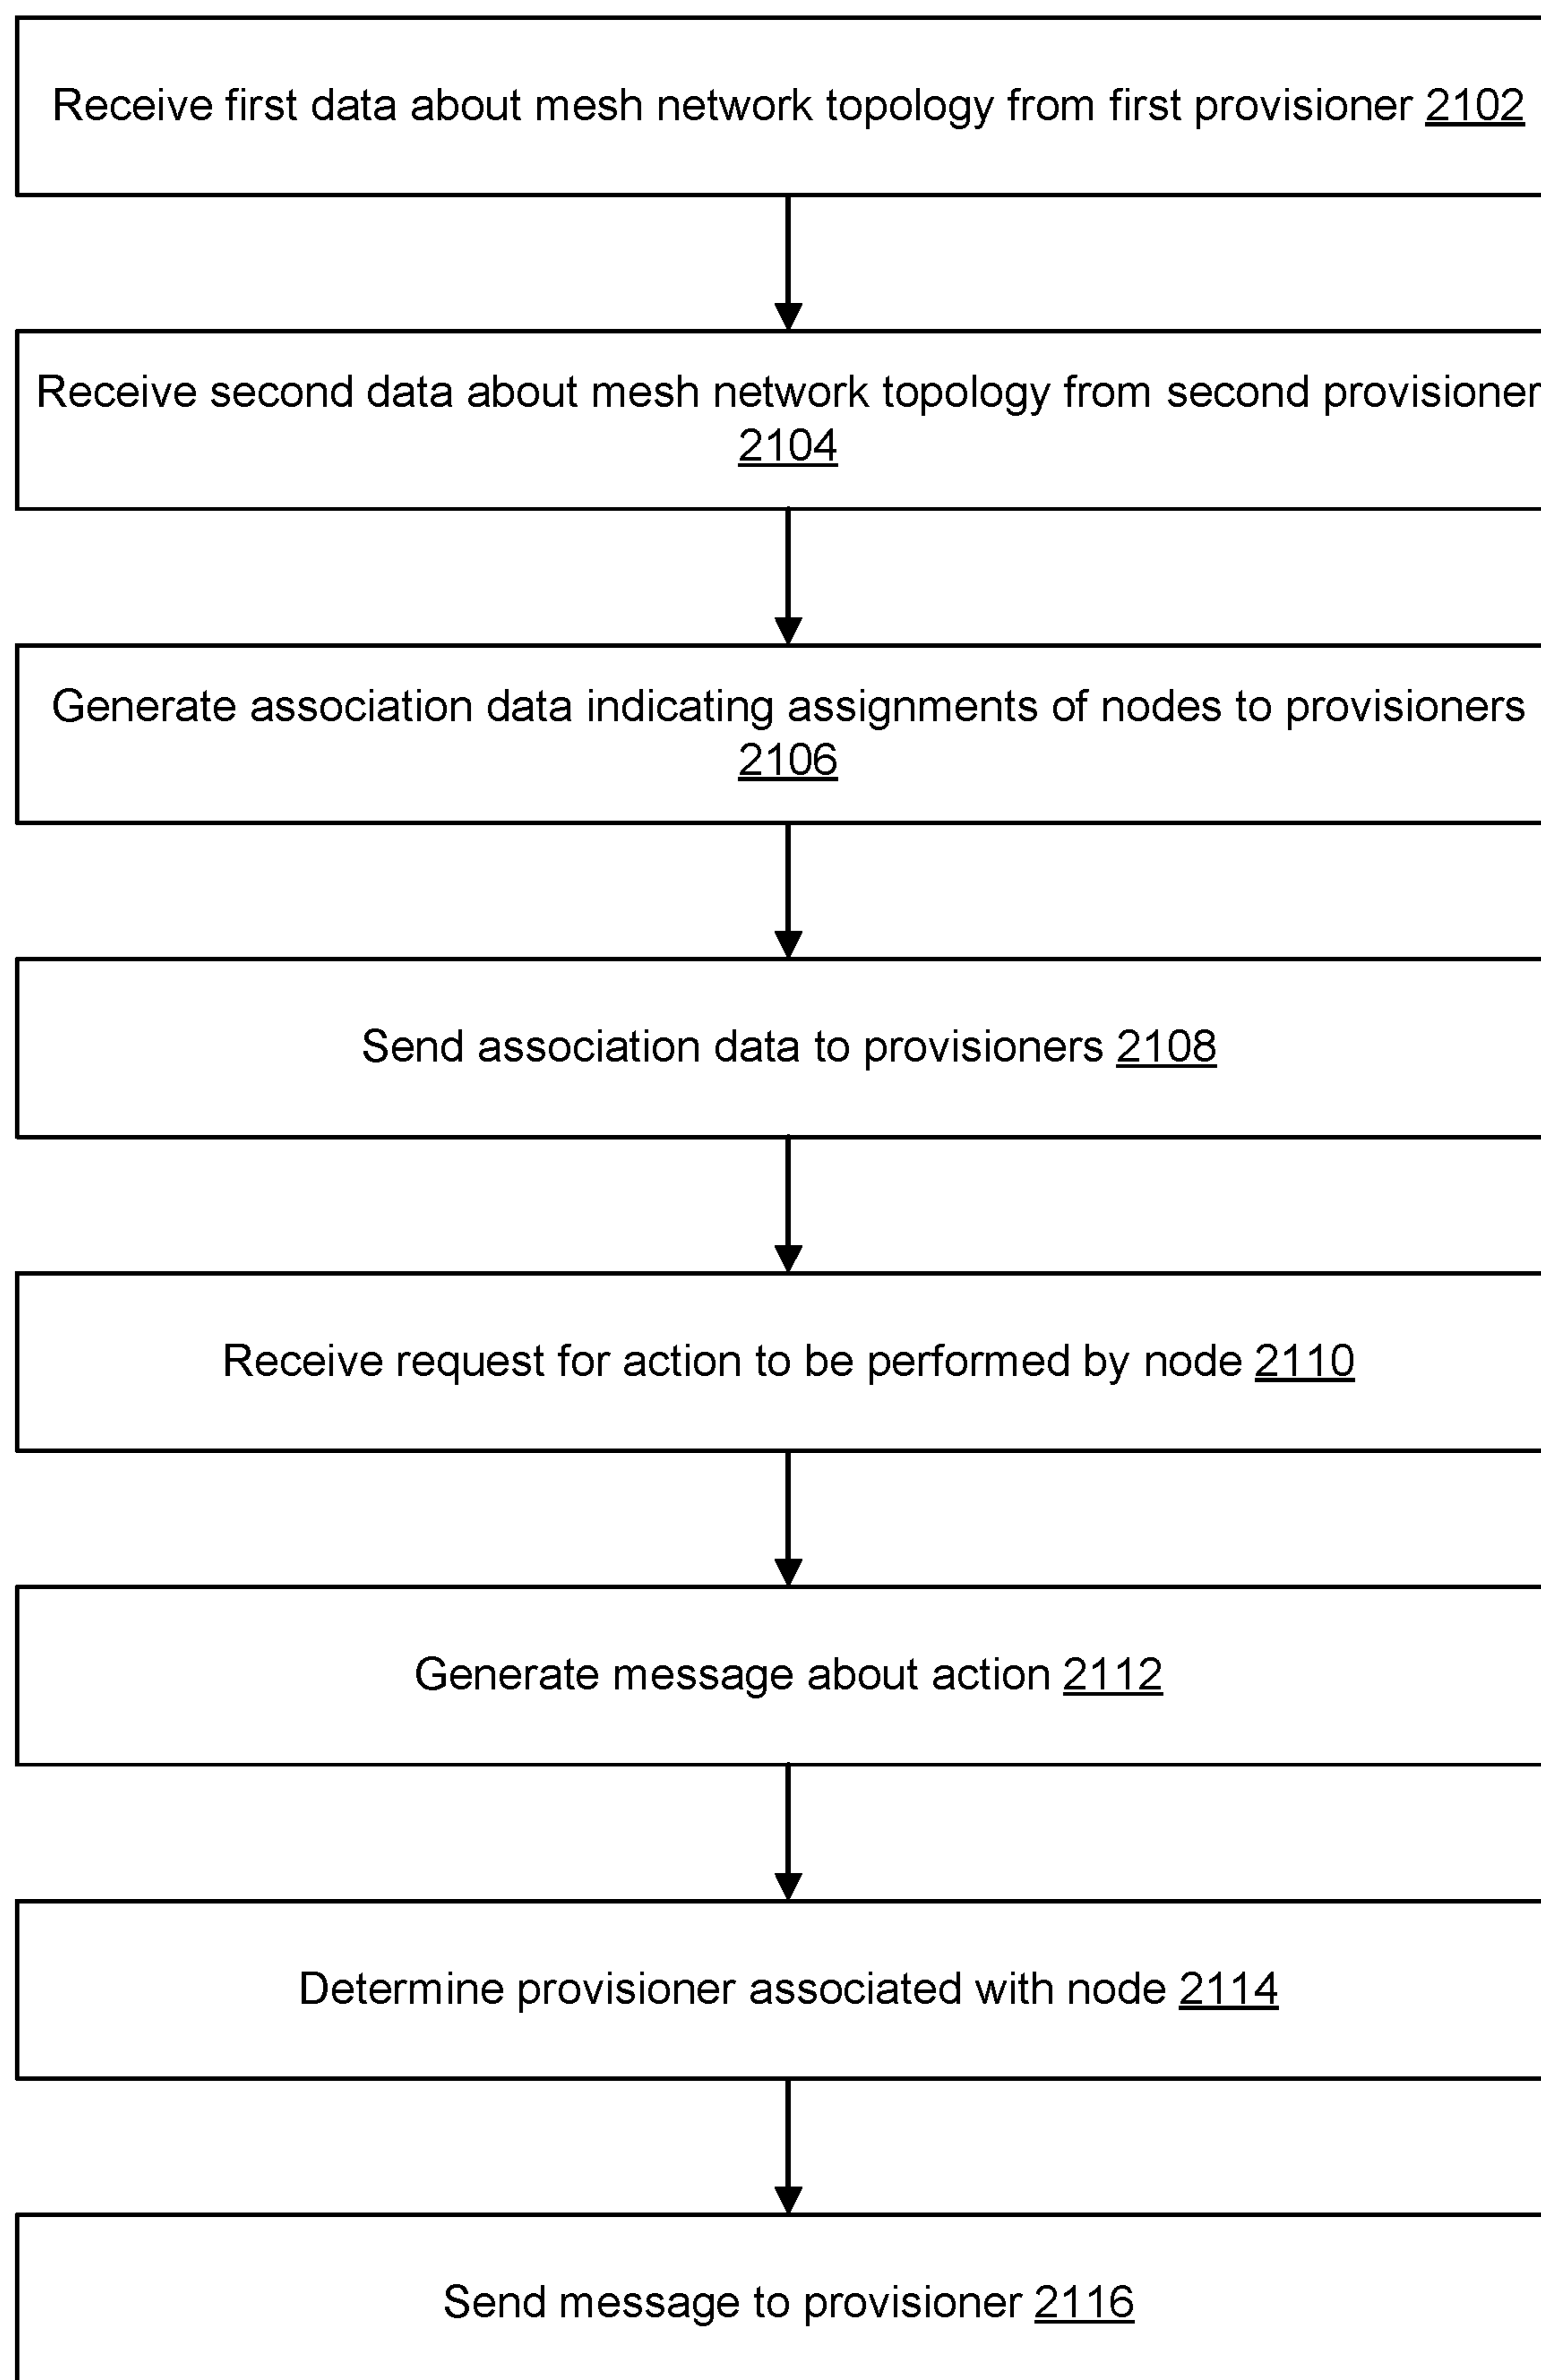 Receive first data about mesh network topology from first provisioner 2102
Receive second data about mesh network topology from second provisioner
2104
Generate association data indicating assignments of nodes to provisioners
2106
Send association data to provisioners 2108
Receive request for action to be performed by node 2110
Generate message about action 2112
Determine provisioner associated with node 2114
Send message to provisioner 2116